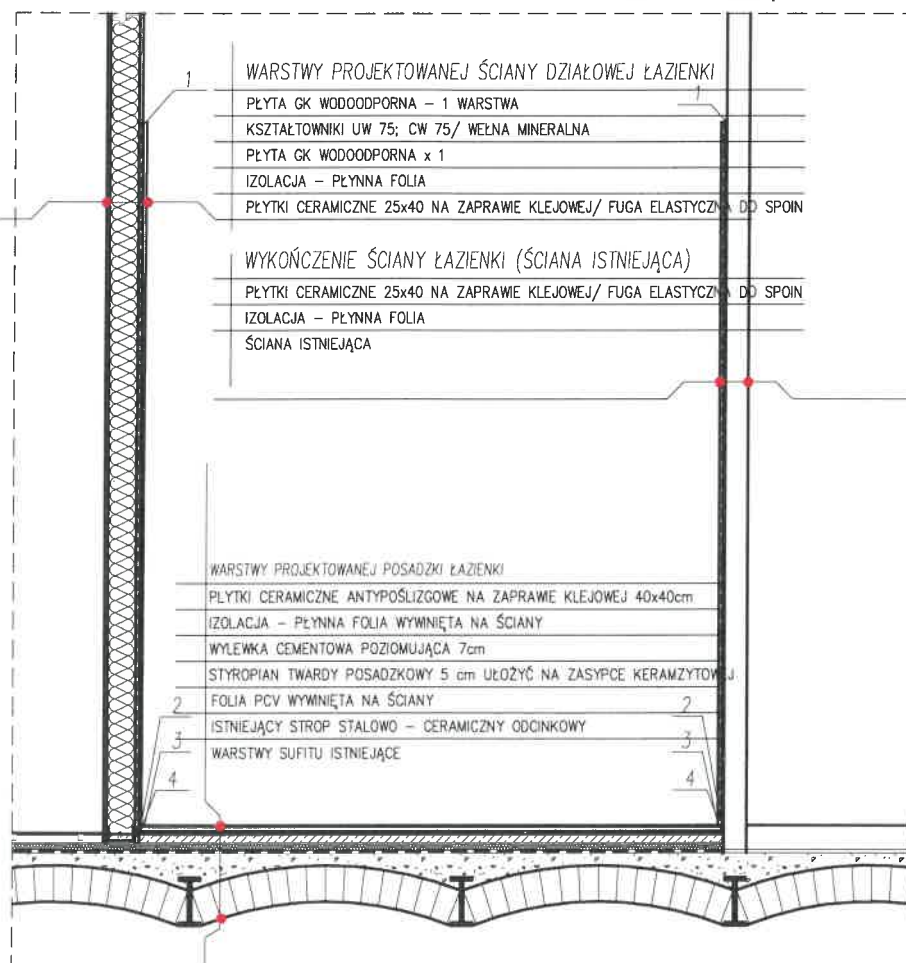 1
WARSTWY PROJEKTOWANEJ ŚCIANY DZIAŁOWEJ ŁAZIENKI
1
PŁYTA GK WODOODPORNA – 1 WARSTWA
KSZTAŁTOWNIKI UW 75; CW 75/ WEŁNA MINERALNA
PŁYTA GK WODOODPORNA x 1
IZOLACJA – PŁYNNA FOLIA
PŁYTKI CERAMICZNE 25x40 NA ZAPRAWIE KLEJOWEJ/ FUGA ELASTYCZNA DO SPOIN
WYKOŃCZENIE ŚCIANY ŁAZIENKI (ŚCIANA ISTNIEJĄCA)
PŁYTKI CERAMICZNE 25x40 NA ZAPRAWIE KLEJOWEJ/ FUGA ELASTYCZNA DO SPOIN
IZOLACJA – PŁYNNA FOLIA
ŚCIANA ISTNIEJĄCA
WARSTWY PROJEKTOWANEJ POSADZKI ŁAZIENKI
PŁYTKI CERAMICZNE ANTYPOŚLIZGOWE NA ZAPRAWIE KLEJOWEJ 40x40cm
IZOLACJA – PŁYNNA FOLIA WYWINIĘTA NA ŚCIANY
WYLEWKA CEMENTOWA POZIOMUJĄCA 7cm
STYROPIAN TWARDY POSADZKOWY 5 cm UŁOŻYĆ NA ZASYPCE KERAMZYTOWEJ
FOLIA PCV WYWINIĘTA NA ŚCIANY
2
2
ISTNIEJĄCY STROP STALOWO – CERAMICZNY ODCINKOWY
3
3
WARSTWY SUFITU ISTNIEJĄCE
4
4